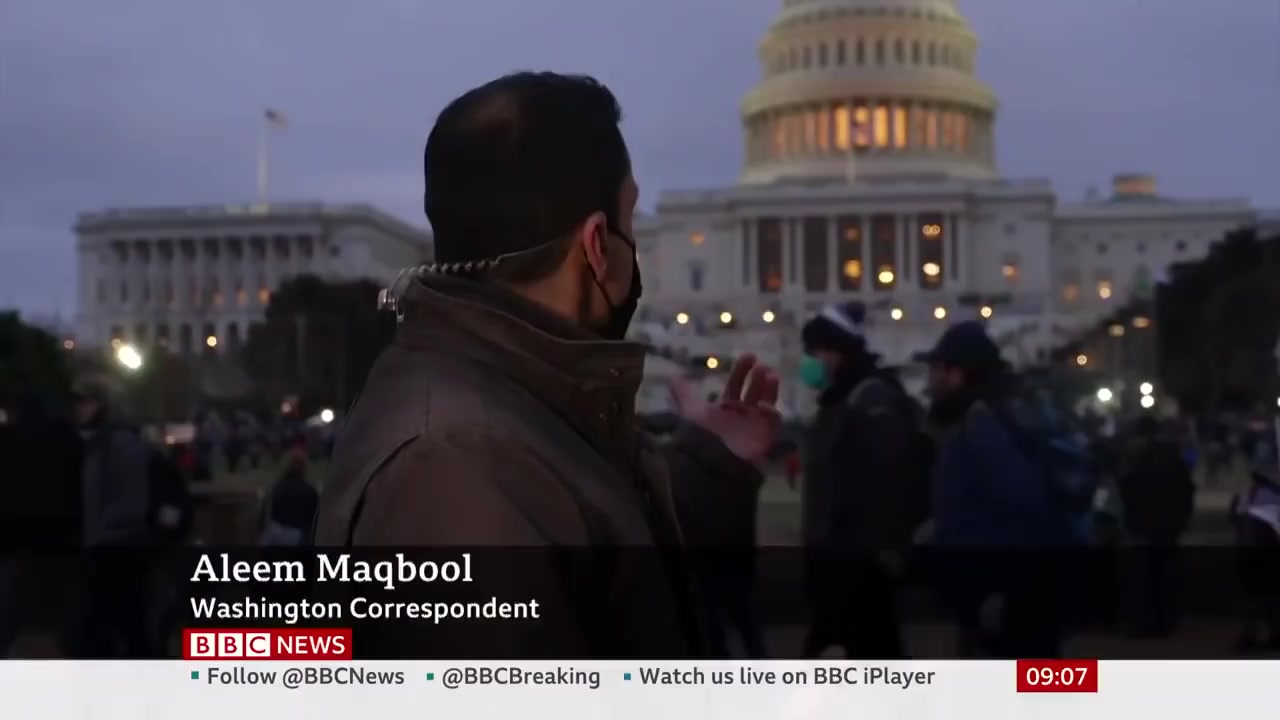 Aleem Maqbool
Washington Correspondent
BBC NEWS
Follow @BBCNews @BBCBreaking Watch us live on BBC iPlayer 09:07